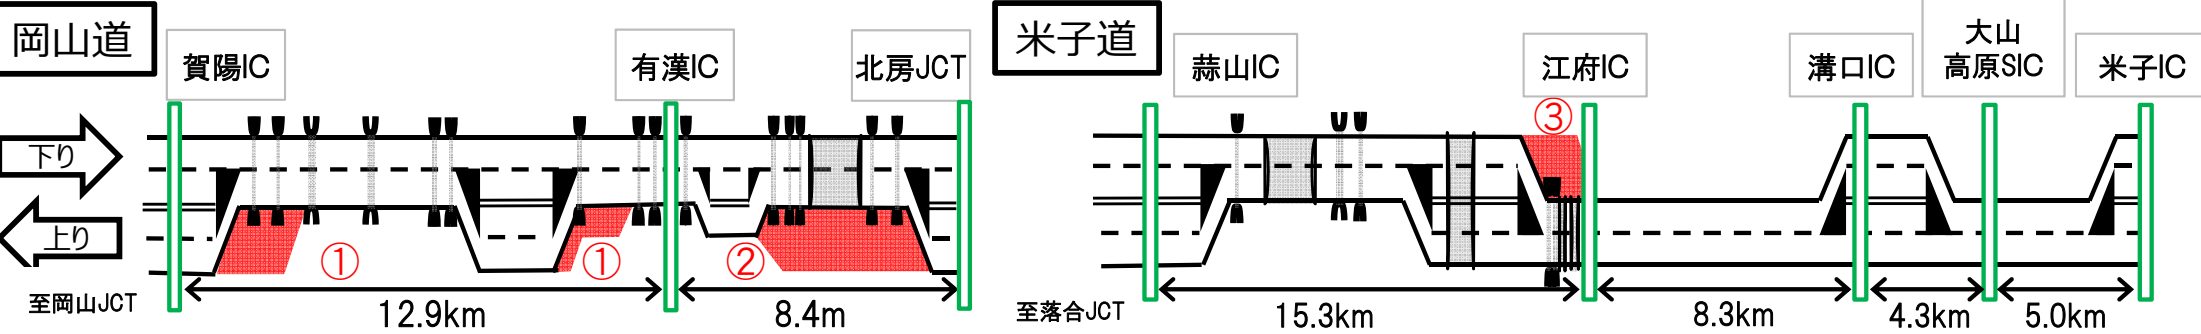 岡山道
賀陽IC
有漢IC
北房JCT
下り
上り
①
①
②
至岡山JCT
12.9km
8.4m
米子道
蒜山IC
江府IC
溝口IC
大山
高原SIC
米子IC
③
至落合JCT
15.3km
8.3km
4.3km
5.0km